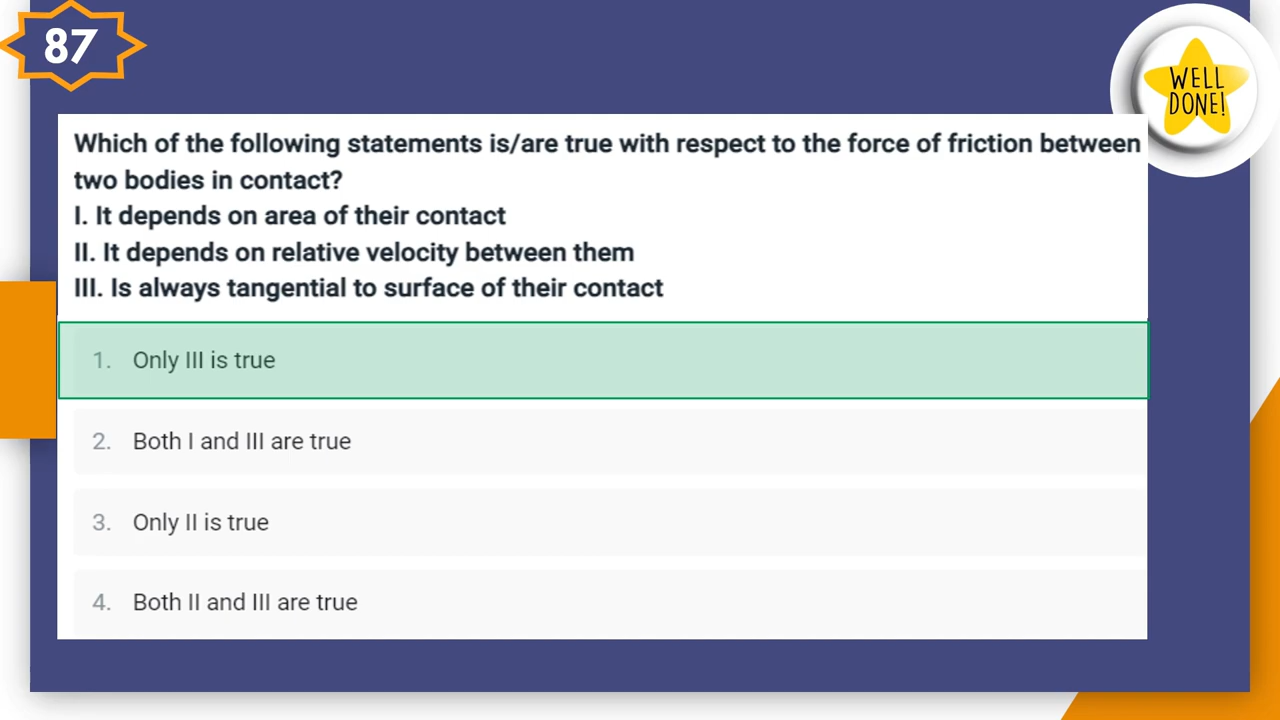 87
WELL
DONE!
Which of the following statements is/are true with respect to the force of friction between
two bodies in contact?
I. It depends on area of their contact
II. It depends on relative velocity between them
III. Is always tangential to surface of their contact
1. Only III is true
2. Both I and III are true
3. Only II is true
4. Both II and III are true